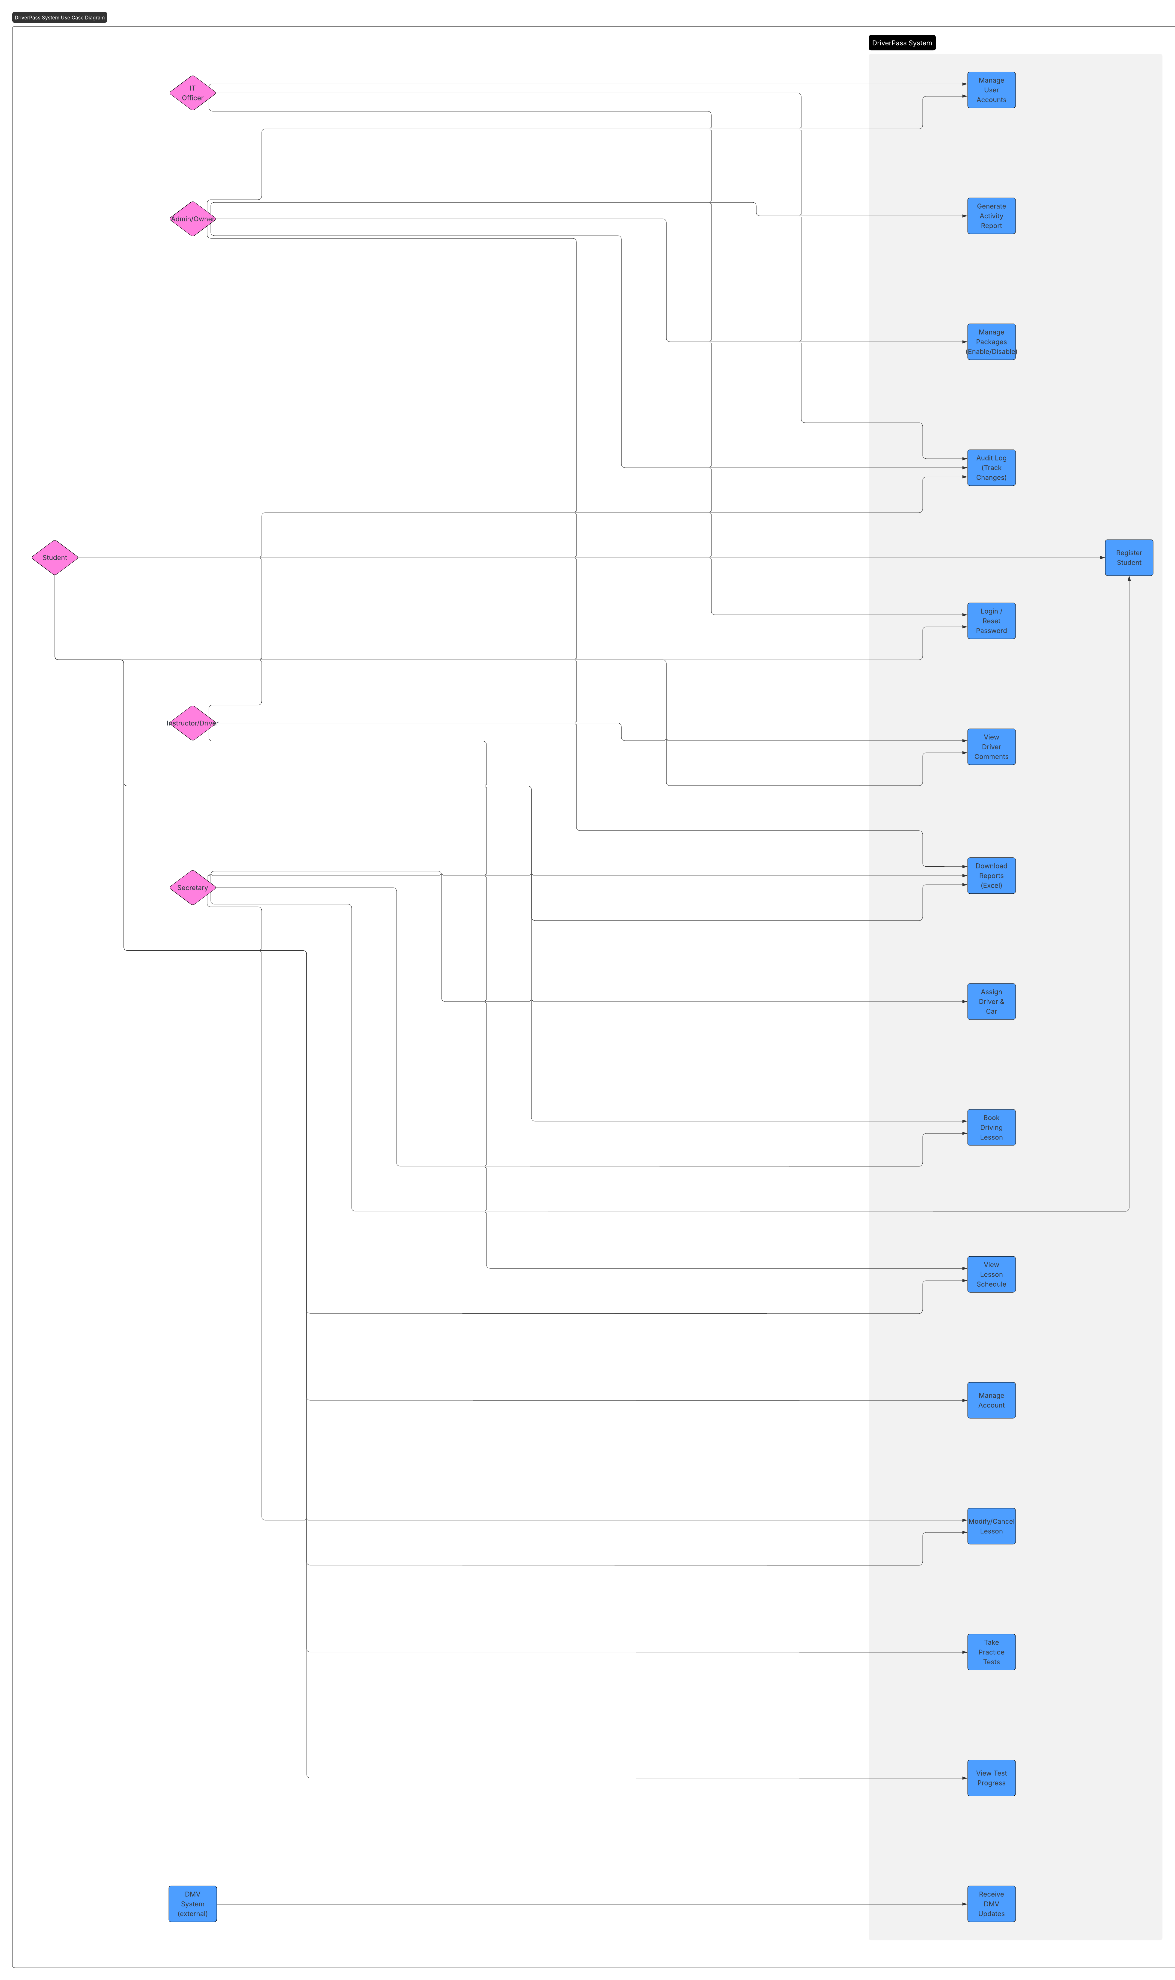 DriverPass System Use Case Diagram
DriverPass System
IT
Officer
Manage
User
Accounts
Admin/Owner
Generate
Activity
Report
Manage
Packages
(Enable/Disable)
Audit Log
(Track
Changes)
Student
Register
Student
Login /
Reset
Password
Instructor/Driver
View
Driver
Comments
Secretary
Download
Reports
(Excel)
Assign
Driver &
Car
Book
Driving
Lesson
View
Lesson
Schedule
Manage
Account
Modify/Cancel
Lesson
Take
Practice
Tests
View Test
Progress
DMV
System
(external)
Receive
DMV
Updates